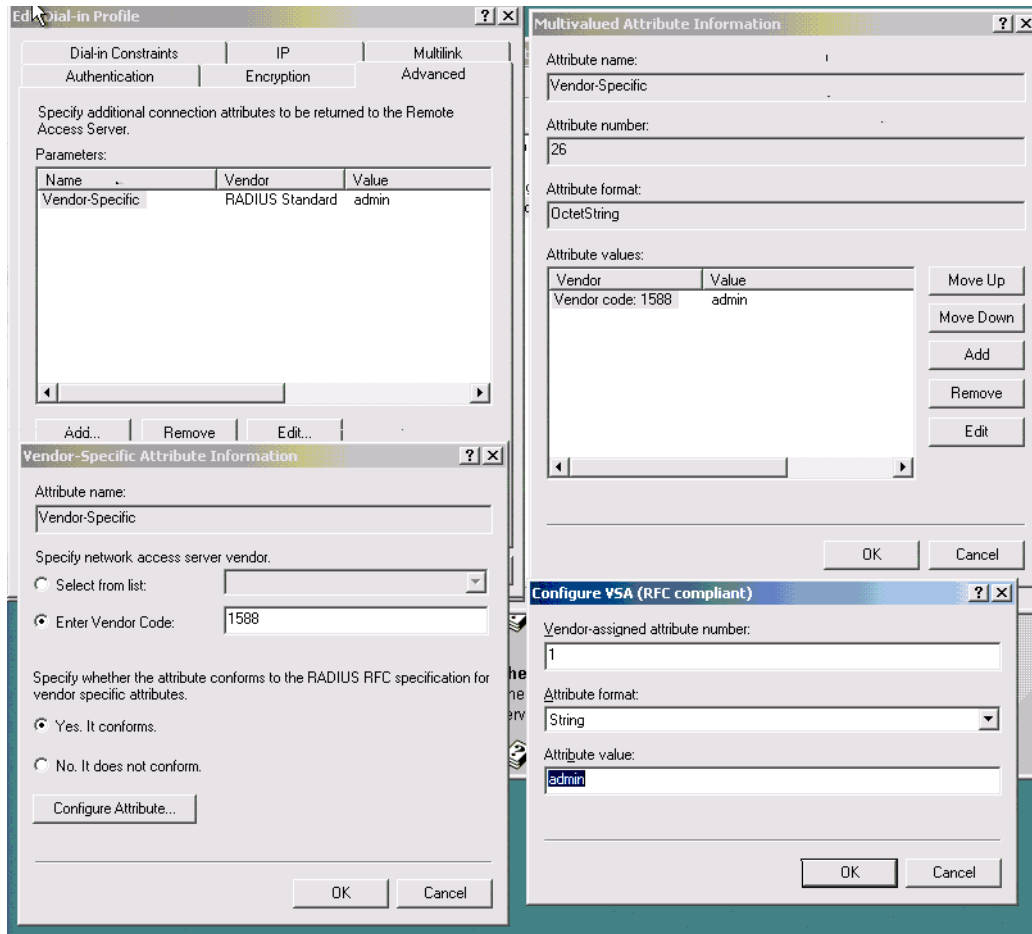 Edit Dial-in Profile
Dial-in Constraints
IP
Multilink
Authentication
Encryption
Advanced
Specify additional connection attributes to be returned to the Remote
Access Server.
Parameters:
Name
Vendor
Value
Vendor-Specific
RADIUS Standard
admin
Add...
Remove
Edit...
Multivalued Attribute Information
Attribute name:
Vendor-Specific
Attribute number:
26
Attribute format:
OctetString
Attribute values:
Vendor
Value
Vendor code: 1588
admin
Move Up
Move Down
Add
Remove
Edit
OK
Cancel
Vendor-Specific Attribute Information
Attribute name:
Vendor-Specific
Specify network access server vendor.
Select from list:
Enter Vendor Code:
1588
Specify whether the attribute conforms to the RADIUS RFC specification for
vendor specific attributes.
Yes. It conforms.
No. It does not conform.
Configure Attribute...
OK
Cancel
Configure VSA (RFC compliant)
Vendor-assigned attribute number:
1
Attribute format:
String
Attribute value:
admin
OK
Cancel